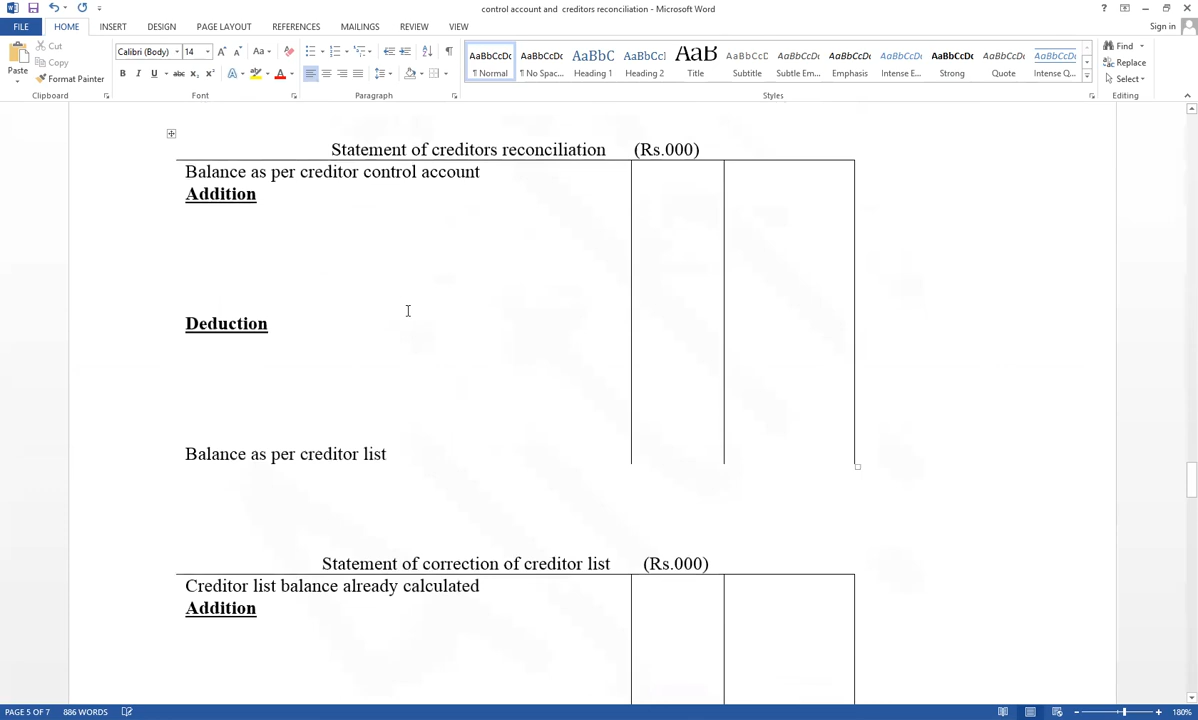 control account and creditors reconciliation - Microsoft Word
FILE HOME INSERT DESIGN PAGE LAYOUT REFERENCES MAILINGS REVIEW VIEW Sign in
Paste Cut Copy Format Painter
Clipboard
Calibri (Body) 14
Font
Paragraph
AaBbCcDc AaBbCcDc AaBbC AaBbCcI AaB AaBbCcC AaBbCcDc AaBbCcDc AaBbCcDc AaBbCcDc AaBbCcDc AaBbCcDc
¶ Normal ¶ No Spac... Heading 1 Heading 2 Title Subtitle Subtle Em... Emphasis Intense E... Strong Quote Intense Q...
Styles
Find
Replace
Select
Editing
Statement of creditors reconciliation (Rs.000)
Balance as per creditor control account
Addition
Deduction
Balance as per creditor list
Statement of correction of creditor list (Rs.000)
Creditor list balance already calculated
Addition
PAGE 5 OF 7 886 WORDS 180%